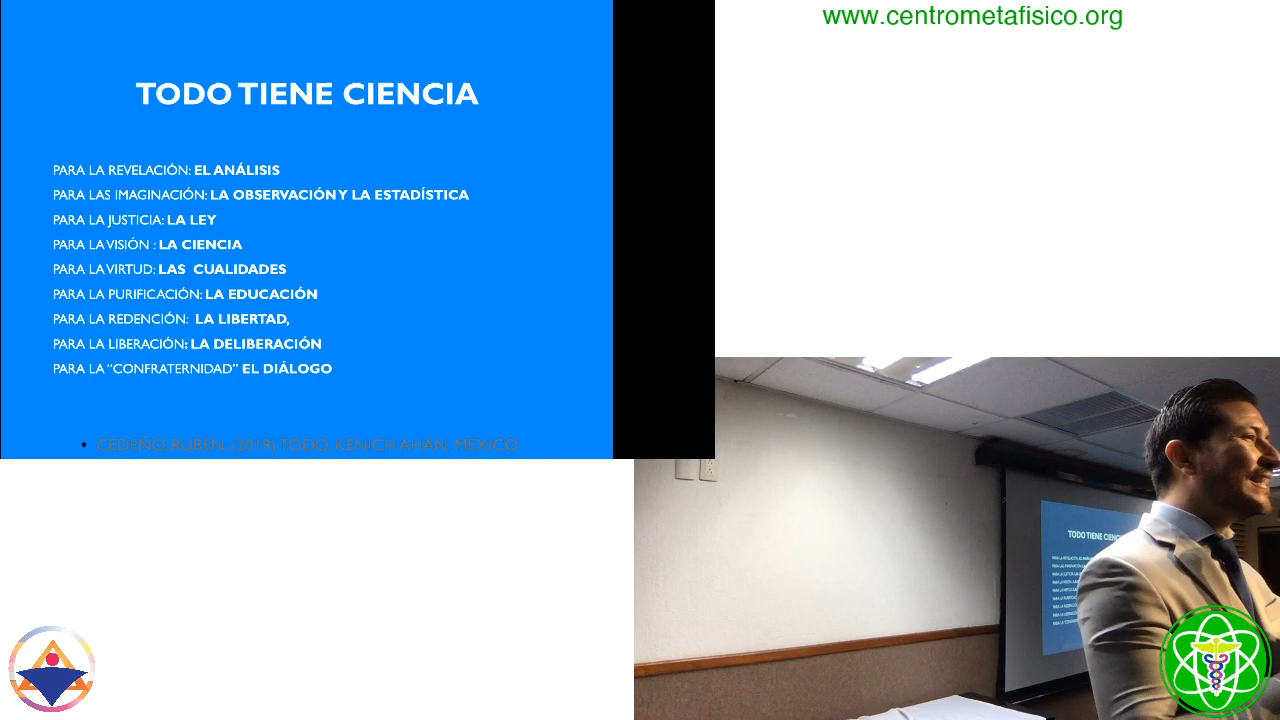 www.centrometafisico.org
TODO TIENE CIENCIA
PARA LA REVELACIÓN: EL ANÁLISIS
PARA LAS IMAGINACIÓN: LA OBSERVACIÓN Y LA ESTADÍSTICA
PARA LA JUSTICIA: LA LEY
PARA LA VISIÓN : LA CIENCIA
PARA LA VIRTUD: LAS CUALIDADES
PARA LA PURIFICACIÓN: LA EDUCACIÓN
PARA LA REDENCIÓN: LA LIBERTAD,
PARA LA LIBERACIÓN: LA DELIBERACIÓN
PARA LA "CONFRATERNIDAD" EL DIÁLOGO
• CEDEÑO, RUBÉN, (2019) TODO. KENICH AHAN: MÉXICO
TODO TIENE